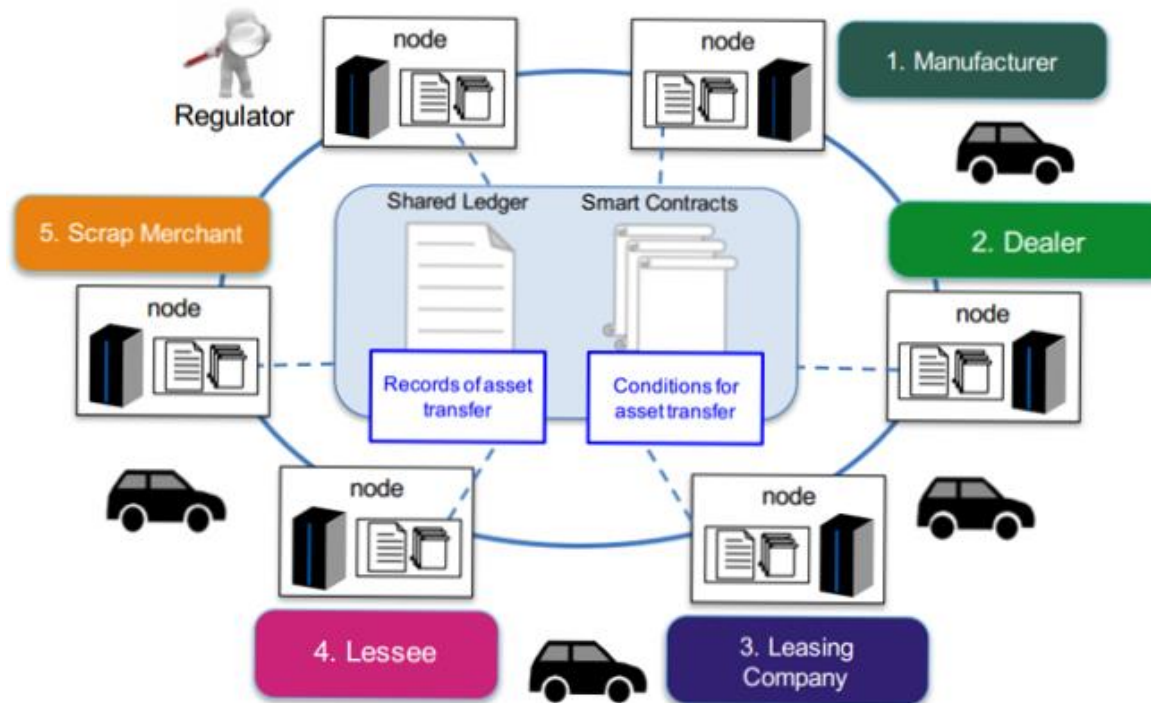 node
node
1. Manufacturer
Regulator
Shared Ledger
Smart Contracts
5. Scrap Merchant
2. Dealer
node
node
Records of asset
transfer
Conditions for
asset transfer
node
node
4. Lessee
3. Leasing
Company